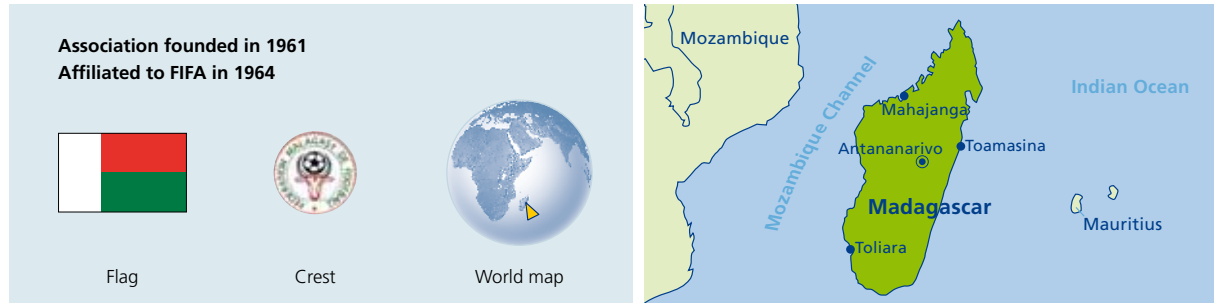 Association founded in 1961
Affiliated to FIFA in 1964
Flag
Crest
World map
Mozambique
Mozambique Channel
Indian Ocean
Mahajanga
Antananarivo
Toamasina
Madagascar
Mauritius
Toliara